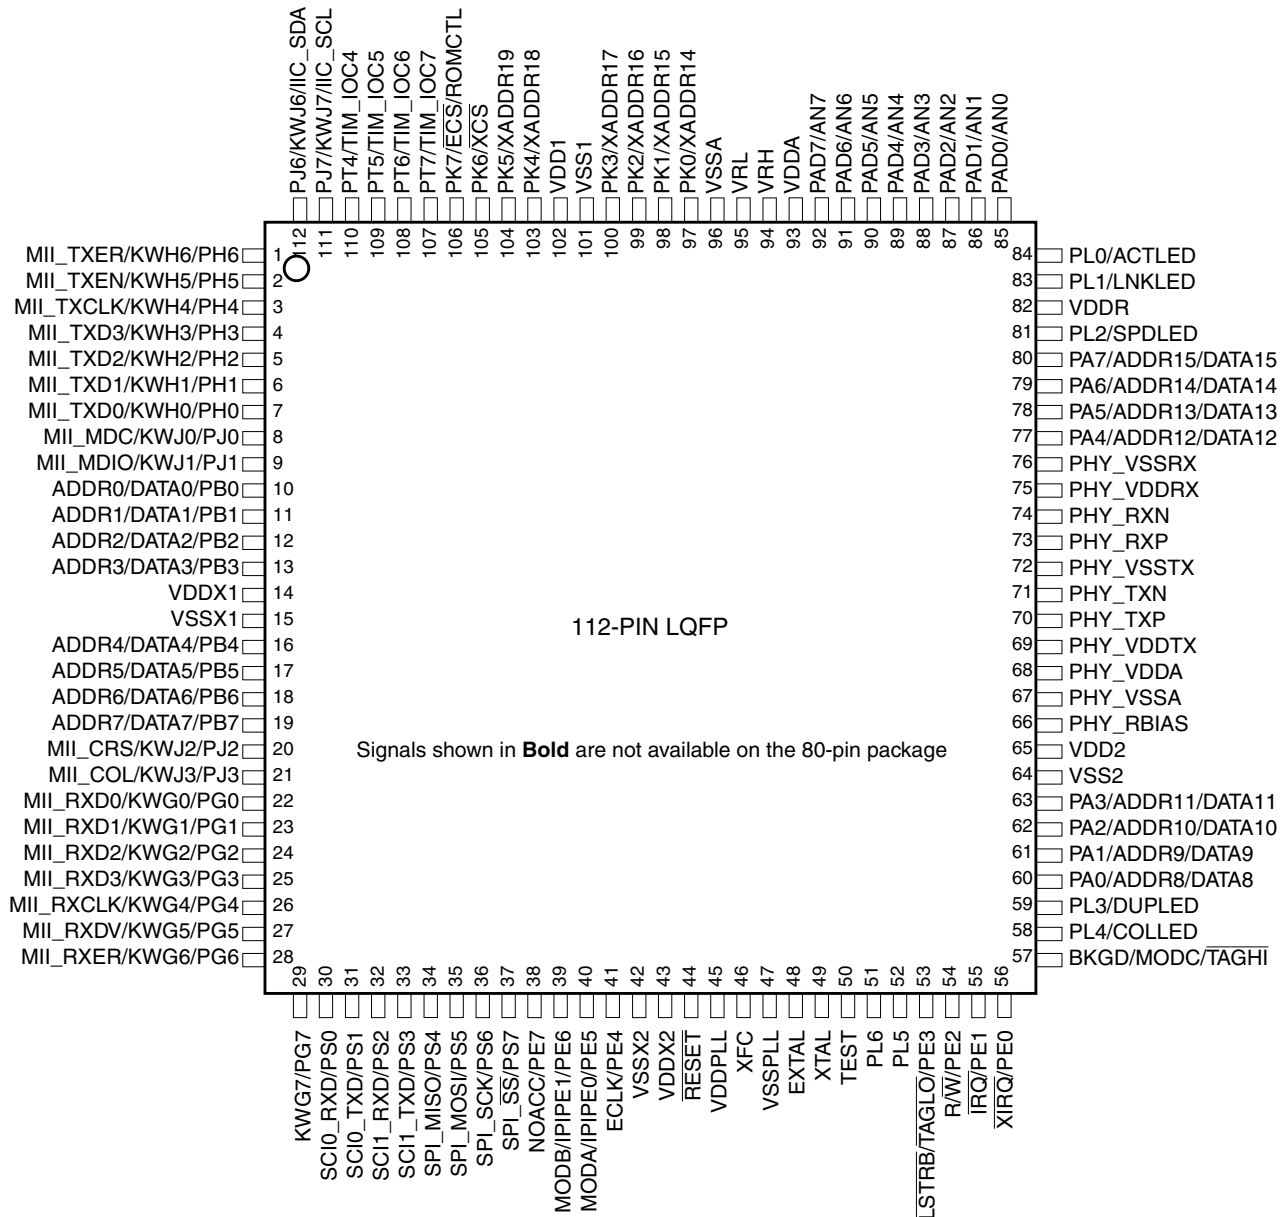 PJ6/KWJ6/IIC_SDA
PJ7/KWJ7/IIC_SCL
PT4/TIM_IOC4
PT5/TIM_IOC5
PT6/TIM_IOC6
PT7/TIM_IOC7
PK7/ECS/ROMCTL
PK6/XCS
PK5/XADDR19
PK4/XADDR18
VDD1
VSS1
PK3/XADDR17
PK2/XADDR16
PK1/XADDR15
PK0/XADDR14
VSSA
VRL
VRH
VDDA
PAD7/AN7
PAD6/AN6
PAD5/AN5
PAD4/AN4
PAD3/AN3
PAD2/AN2
PAD1/AN1
PAD0/AN0
112
111
110
109
108
107
106
105
104
103
102
101
100
99
98
97
96
95
94
93
92
91
90
89
88
87
86
85
MII_TXER/KWH6/PH6 1
MII_TXEN/KWH5/PH5 2
MII_TXCLK/KWH4/PH4 3
MII_TXD3/KWH3/PH3 4
MII_TXD2/KWH2/PH2 5
MII_TXD1/KWH1/PH1 6
MII_TXD0/KWH0/PH0 7
MII_MDC/KWJ0/PJ0 8
MII_MDIO/KWJ1/PJ1 9
ADDR0/DATA0/PB0 10
ADDR1/DATA1/PB1 11
ADDR2/DATA2/PB2 12
ADDR3/DATA3/PB3 13
VDDX1 14
VSSX1 15
ADDR4/DATA4/PB4 16
ADDR5/DATA5/PB5 17
ADDR6/DATA6/PB6 18
ADDR7/DATA7/PB7 19
MII_CRS/KWJ2/PJ2 20
MII_COL/KWJ3/PJ3 21
MII_RXD0/KWG0/PG0 22
MII_RXD1/KWG1/PG1 23
MII_RXD2/KWG2/PG2 24
MII_RXD3/KWG3/PG3 25
MII_RXCLK/KWG4/PG4 26
MII_RXDV/KWG5/PG5 27
MII_RXER/KWG6/PG6 28
112-PIN LQFP
Signals shown in Bold are not available on the 80-pin package
84 PL0/ACTLED
83 PL1/LNKLED
82 VDDR
81 PL2/SPDLED
80 PA7/ADDR15/DATA15
79 PA6/ADDR14/DATA14
78 PA5/ADDR13/DATA13
77 PA4/ADDR12/DATA12
76 PHY_VSSRX
75 PHY_VDDRX
74 PHY_RXN
73 PHY_RXP
72 PHY_VSSTX
71 PHY_TXN
70 PHY_TXP
69 PHY_VDDTX
68 PHY_VDDA
67 PHY_VSSA
66 PHY_RBIAS
65 VDD2
64 VSS2
63 PA3/ADDR11/DATA11
62 PA2/ADDR10/DATA10
61 PA1/ADDR9/DATA9
60 PA0/ADDR8/DATA8
59 PL3/DUPLED
58 PL4/COLLED
57 BKGD/MODC/TAGHI
29
30
31
32
33
34
35
36
37
38
39
40
41
42
43
44
45
46
47
48
49
50
51
52
53
54
55
56
KWG7/PG7
SCI0_RXD/PS0
SCI0_TXD/PS1
SCI1_RXD/PS2
SCI1_TXD/PS3
SPI_MISO/PS4
SPI_MOSI/PS5
SPI_SCK/PS6
SPI_SS/PS7
NOACC/PE7
MODB/IPIPE1/PE6
MODA/IPIPE0/PE5
ECLK/PE4
VSSX2
VDDX2
RESET
VDDPLL
XFC
VSSPLL
EXTAL
XTAL
TEST
PL6
PL5
LSTRB/TAGLO/PE3
R/W/PE2
IRQ/PE1
XIRQ/PE0